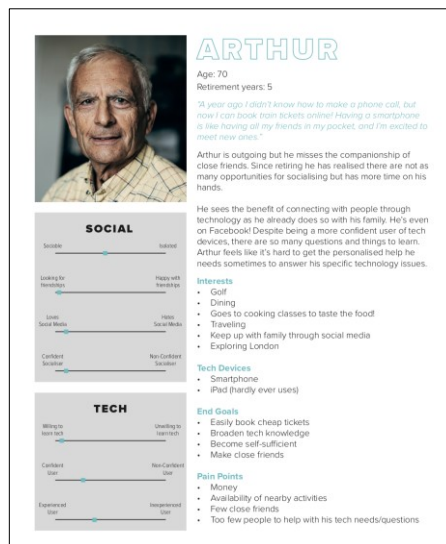 ARTHUR
Age: 70
Retirement years: 5
"A year ago I didn't know how to make a phone call, but
now I can book train tickets online! Having a smartphone
is like having all my friends in my pocket, and I'm excited to
meet new ones."
Arthur is outgoing but he misses the companionship of
close friends. Since retiring he has realised there are not as
many opportunities for socialising but has more time on his
hands.
He sees the benefit of connecting with people through
technology as he already does so with his family. He's even
on Facebook! Despite being a more confident user of tech
devices, there are so many questions and things to learn.
Arthur feels like it's hard to get the personalised help he
needs sometimes to answer his specific technology issues.
Interests
• Golf
• Dining
• Goes to cooking classes to taste the food!
• Traveling
• Keep up with family through social media
• Exploring London
Tech Devices
• Smartphone
• iPad (hardly ever uses)
End Goals
• Easily book cheap tickets
• Broaden tech knowledge
• Become self-sufficient
• Make close friends
Pain Points
• Money
• Availability of nearby activities
• Few close friends
• Too few people to help with his tech needs/questions
SOCIAL
Sociable Isolated
Looking for Happy with
friendships friendships
Loves Hates
Social Media Social Media
Confident Non-Confident
Socialiser Socialiser
TECH
Willing to Unwilling to
learn tech learn tech
Confident Non-Confident
User User
Experienced Inexperienced
User User